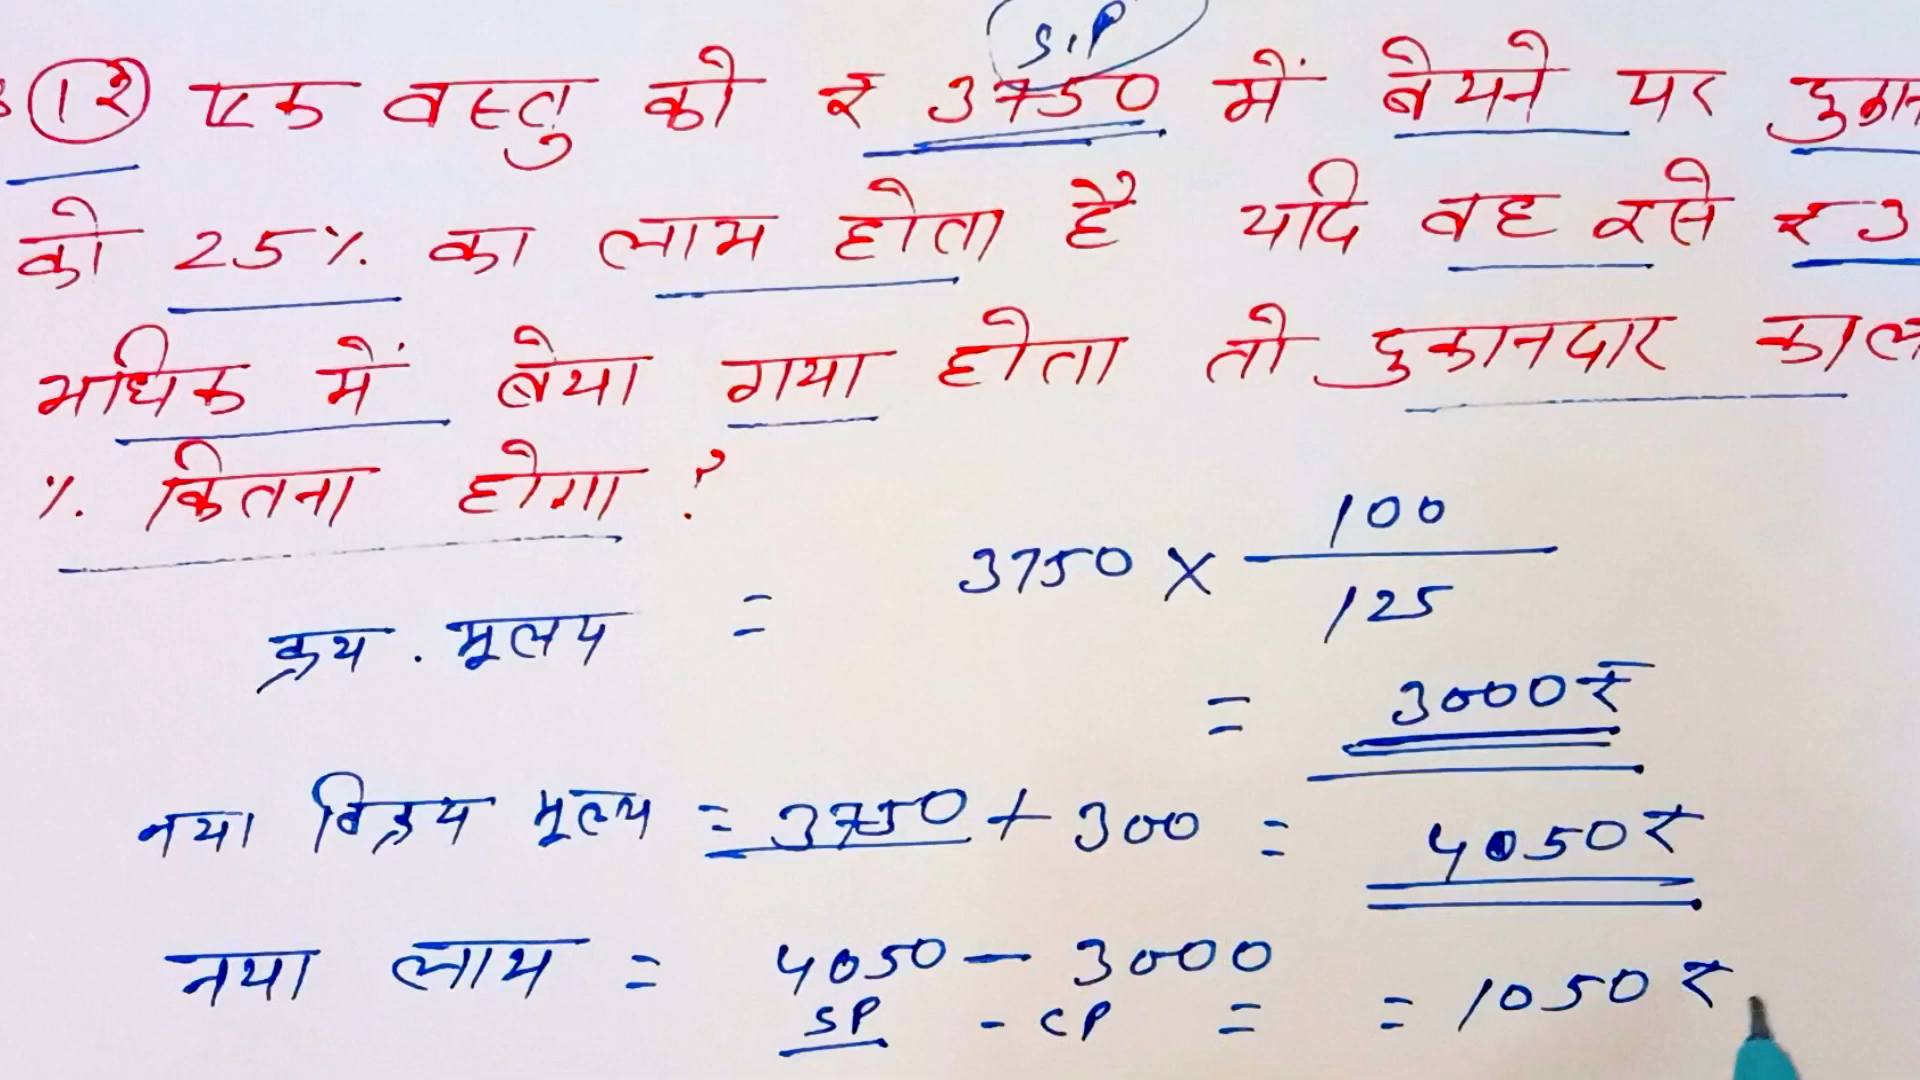 S.P
12 एक वस्तु को ₹ 3750 में बेचने पर दुकान
को 25% का लाभ होता है यदि वह इसे ₹ 3
अधिक में बेचा गया होता तो दुकानदार का ल
% कितना होगा ?
क्रय . मूल्य = 3750 × 100/125
= 3000₹
नया विक्रय मूल्य = 3750 + 300 = 4050₹
नया लाभ = 4050 - 3000 = 1050 ₹
SP - CP =